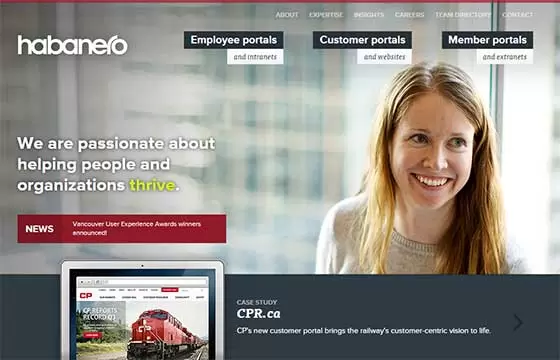 ABOUT EXPERTISE INSIGHTS CAREERS TEAM DIRECTORY CONTACT
habanero
Employee portals
and intranets
Customer portals
and websites
Member portals
and extranets
We are passionate about
helping people and
organizations thrive.
NEWS
Vancouver User Experience Awards winners
announced!
CP
CP REPORTS
RECORD Q3
CASE STUDY
CPR.ca
CP's new customer portal brings the railway's customer-centric vision to life.